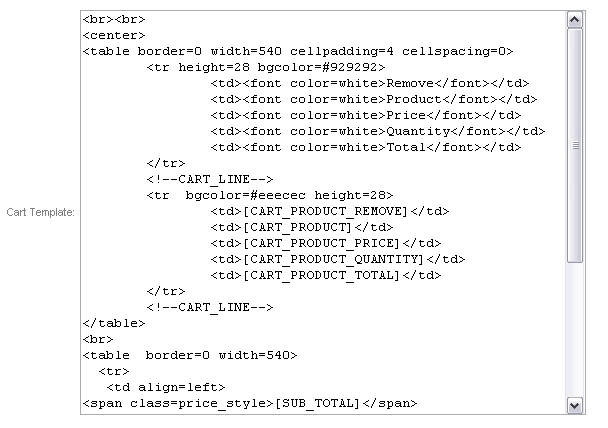 <br><br>
<center>
<table border=0 width=540 cellpadding=4 cellspacing=0>
<tr height=28 bgcolor=#929292>
<td><font color=white>Remove</font></td>
<td><font color=white>Product</font></td>
<td><font color=white>Price</font></td>
<td><font color=white>Quantity</font></td>
<td><font color=white>Total</font></td>
</tr>
<!--CART_LINE-->
<tr  bgcolor=#eeecec height=28>
Cart Template:
<td>[CART_PRODUCT_REMOVE]</td>
<td>[CART_PRODUCT]</td>
<td>[CART_PRODUCT_PRICE]</td>
<td>[CART_PRODUCT_QUANTITY]</td>
<td>[CART_PRODUCT_TOTAL]</td>
</tr>
<!--CART_LINE-->
</table>
<br>
<table  border=0 width=540>
<tr>
<td align=left>
<span class=price_style>[SUB_TOTAL]</span>